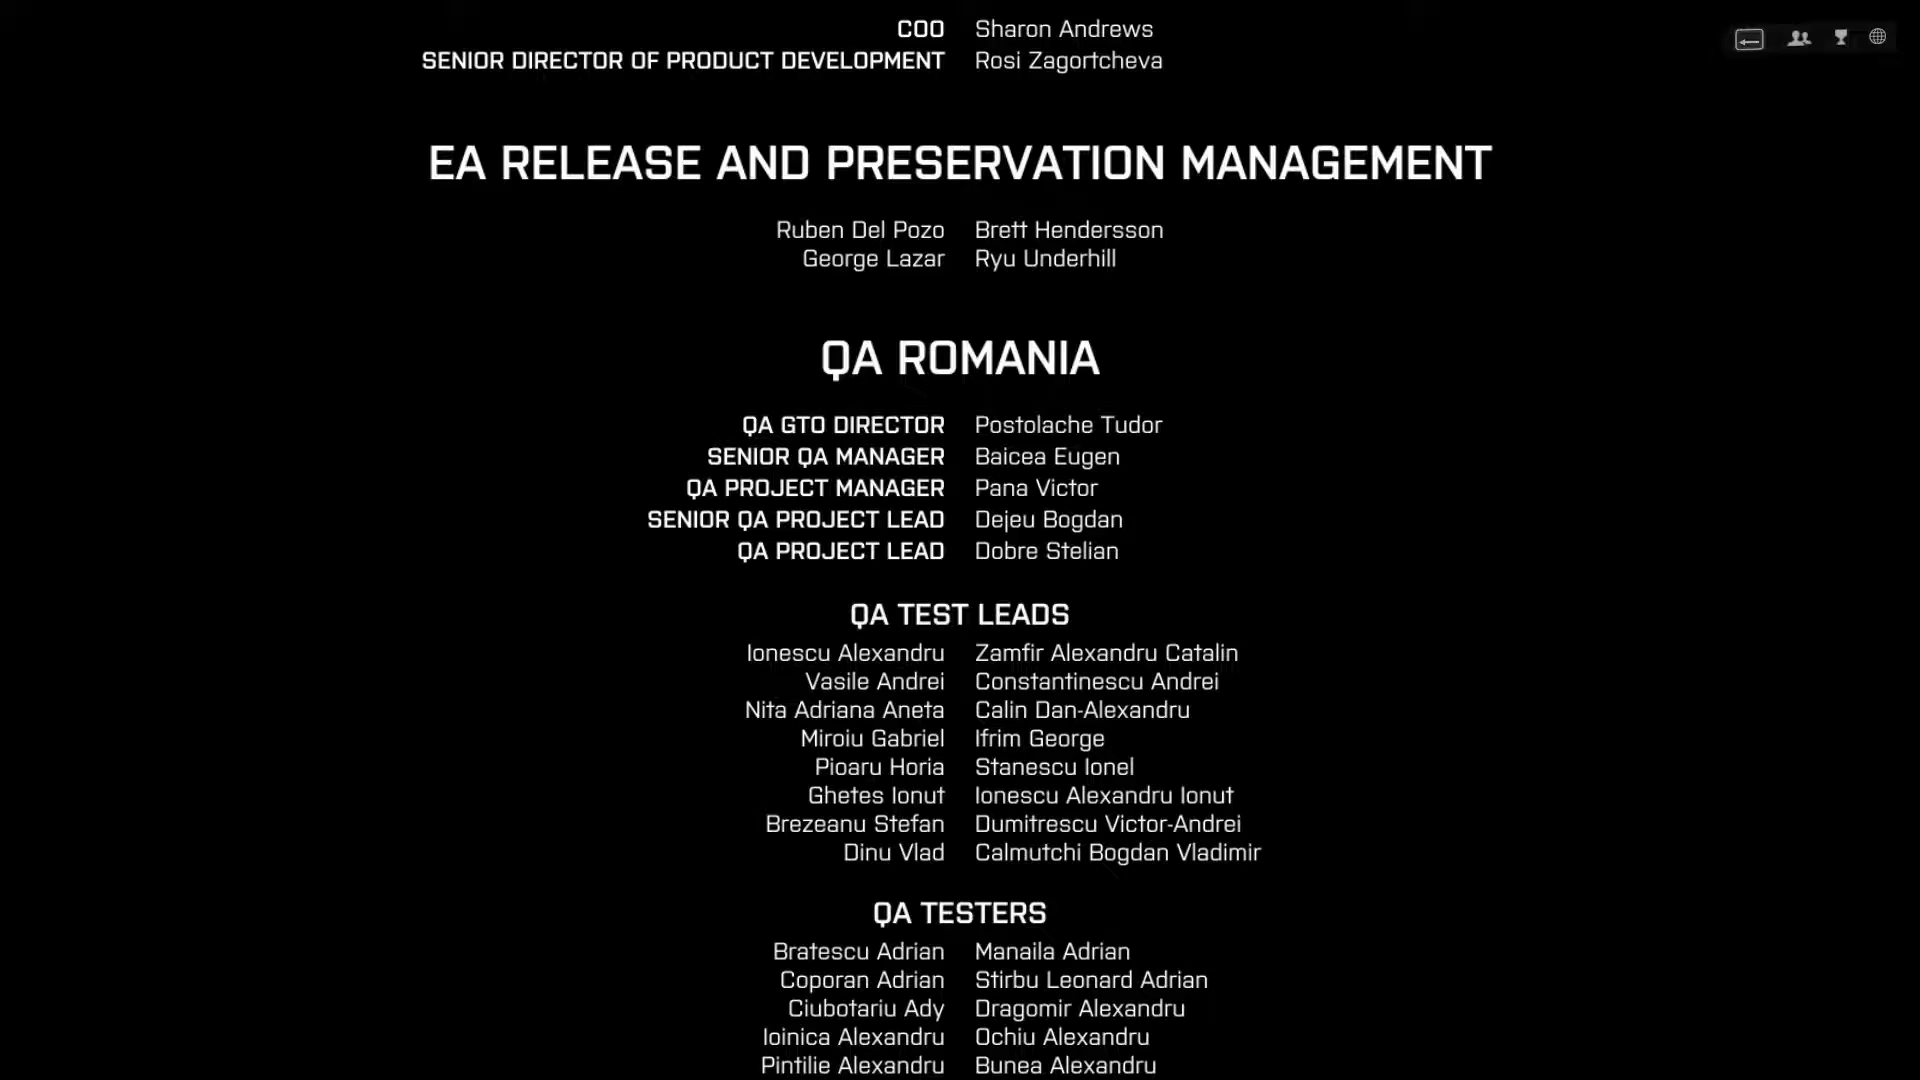 COO Sharon Andrews
SENIOR DIRECTOR OF PRODUCT DEVELOPMENT Rosi Zagortcheva
EA RELEASE AND PRESERVATION MANAGEMENT
Ruben Del Pozo Brett Hendersson
George Lazar Ryu Underhill
QA ROMANIA
QA GTO DIRECTOR Postolache Tudor
SENIOR QA MANAGER Baicea Eugen
QA PROJECT MANAGER Pana Victor
SENIOR QA PROJECT LEAD Dejeu Bogdan
QA PROJECT LEAD Dobre Stelian
QA TEST LEADS
Ionescu Alexandru Zamfir Alexandru Catalin
Vasile Andrei Constantinescu Andrei
Nita Adriana Aneta Calin Dan-Alexandru
Miroiu Gabriel Ifrim George
Pioaru Horia Stanescu Ionel
Ghetes Ionut Ionescu Alexandru Ionut
Brezeanu Stefan Dumitrescu Victor-Andrei
Dinu Vlad Calmutchi Bogdan Vladimir
QA TESTERS
Bratescu Adrian Manaila Adrian
Coporan Adrian Stirbu Leonard Adrian
Ciubotariu Ady Dragomir Alexandru
Ioinica Alexandru Ochiu Alexandru
Pintilie Alexandru Bunea Alexandru